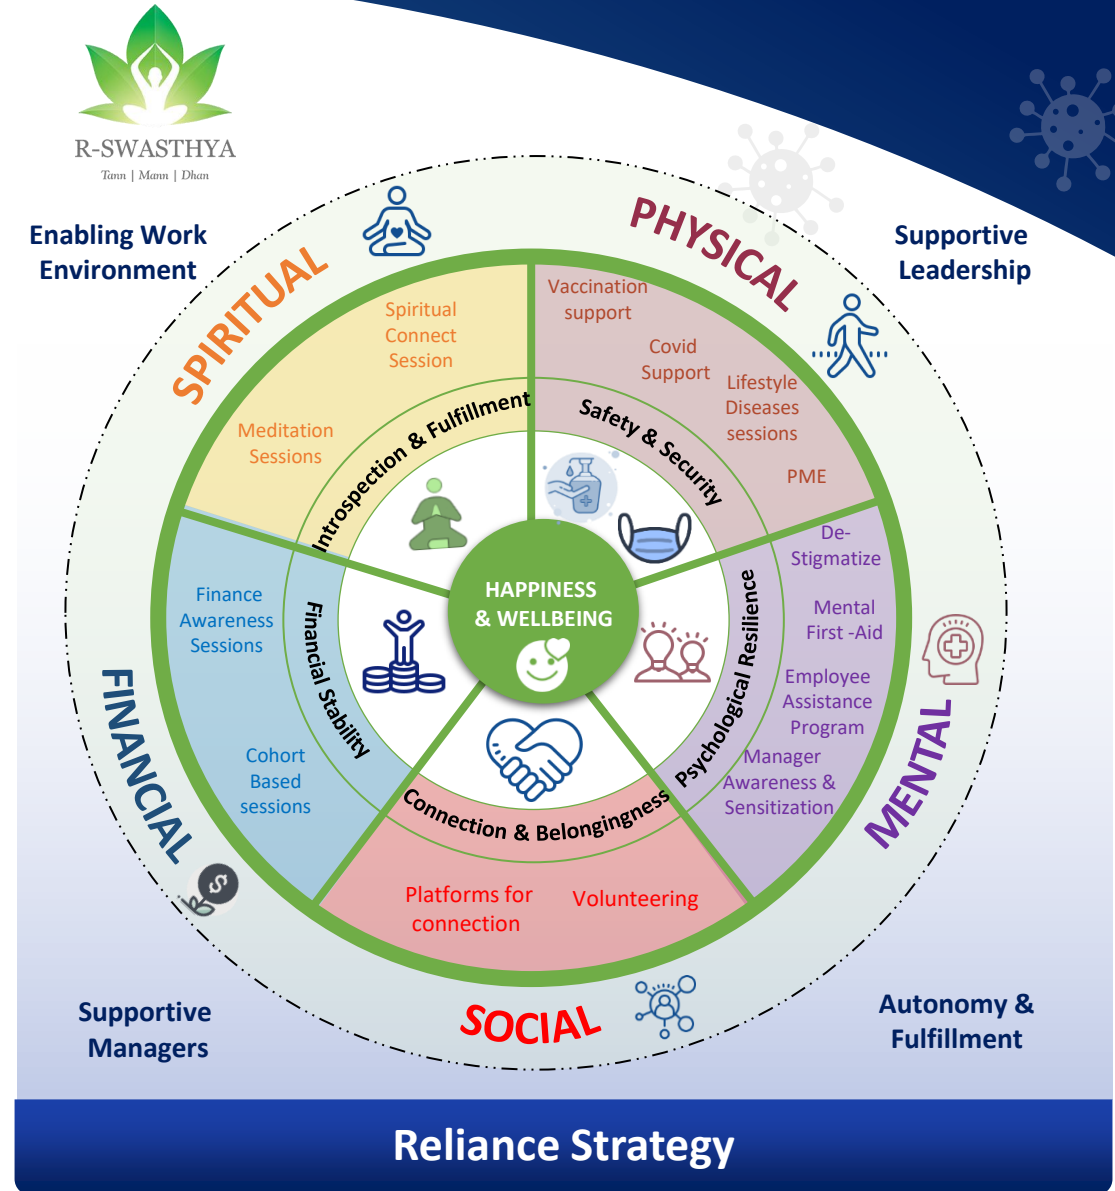 R-SWASTHYA
Tann | Mann | Dhan
Enabling Work
Environment
Supportive
Leadership
SPIRITUAL
PHYSICAL
Spiritual
Connect
Session
Meditation
Sessions
Introspection & Fulfillment
Vaccination
support
Covid
Support
Lifestyle
Diseases
sessions
PME
Safety & Security
HAPPINESS
& WELLBEING
De-
Stigmatize
Mental
First -Aid
Employee
Assistance
Program
Manager
Awareness &
Sensitization
Psychological Resilience
MENTAL
Finance
Awareness
Sessions
Cohort
Based
sessions
Financial Stability
FINANCIAL
$
Connection & Belongingness
Platforms for
connection
Volunteering
SOCIAL
Supportive
Managers
Autonomy &
Fulfillment
Reliance Strategy